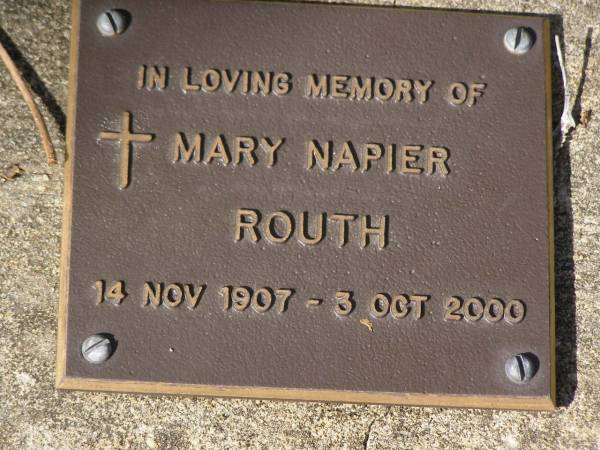 IN LOVING MEMORY OF
MARY NAPIER
ROUTH
14 NOV 1907 - 3 OCT 2000